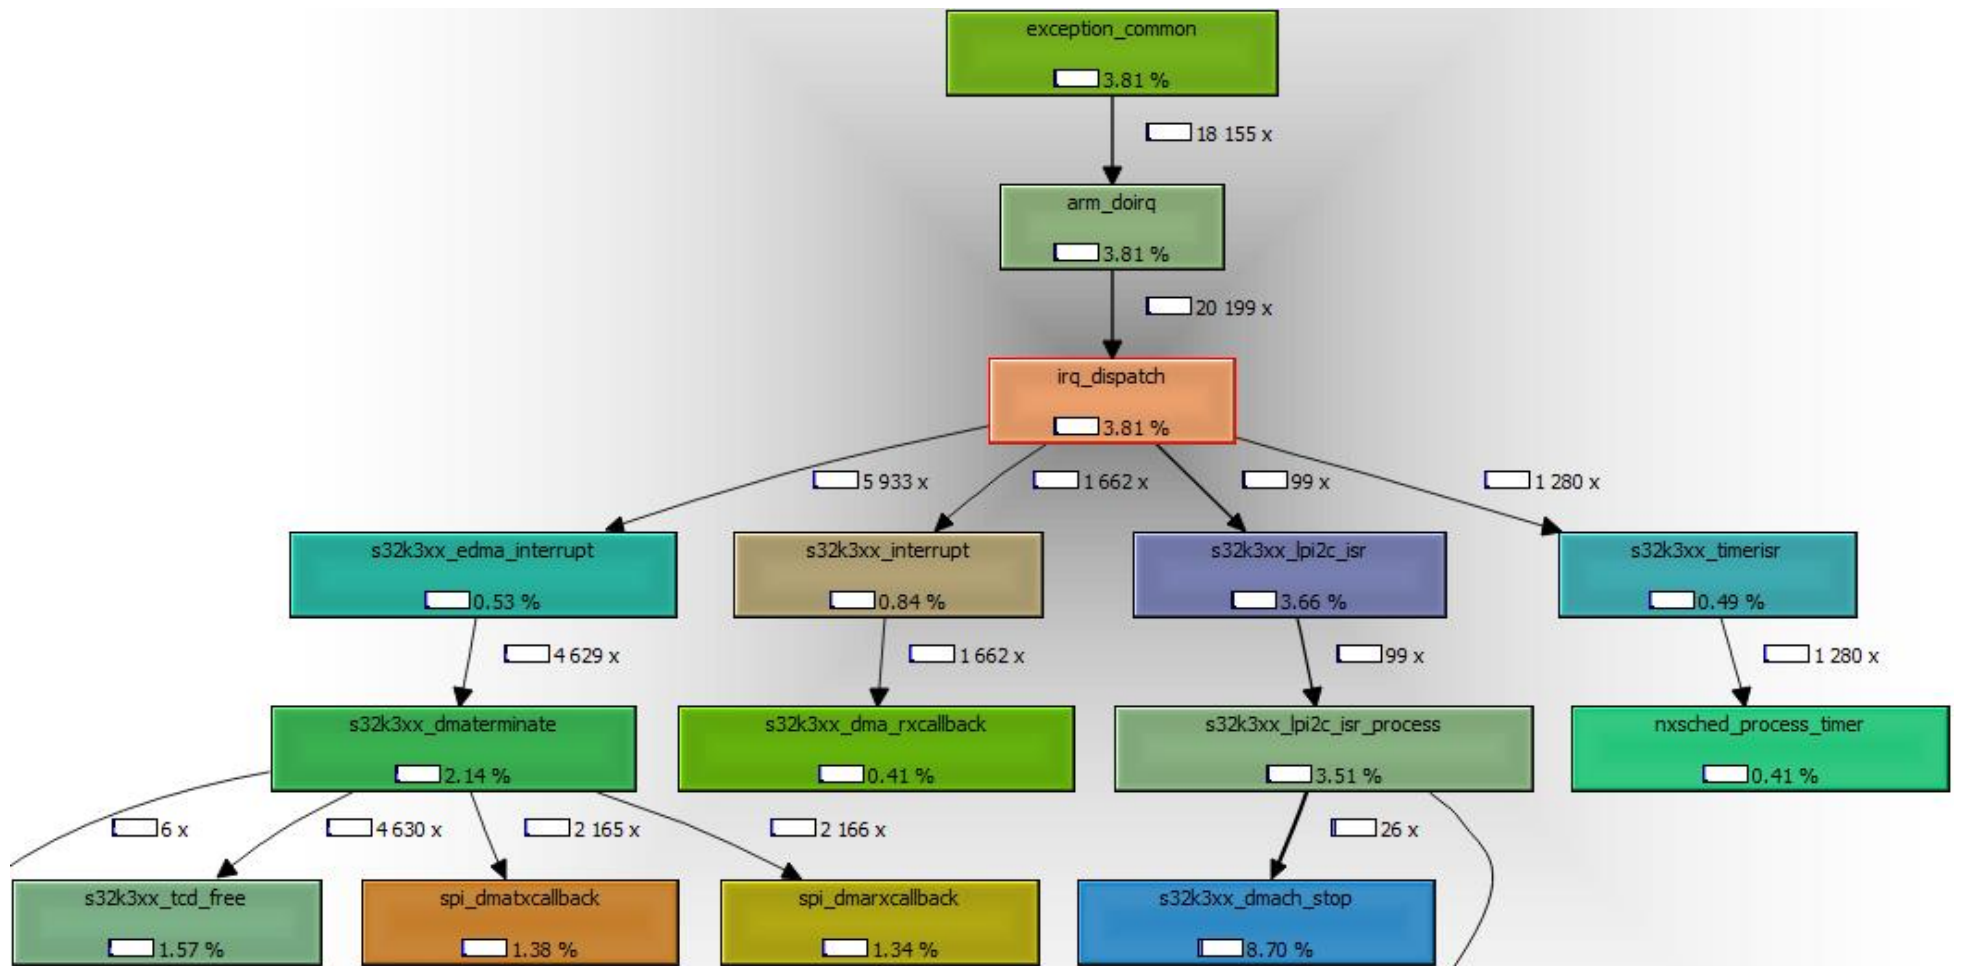 exception_common
3.81 %
18 155 x
arm_doirq
3.81 %
20 199 x
irq_dispatch
3.81 %
5 933 x
1 662 x
99 x
1 280 x
s32k3xx_edma_interrupt
0.53 %
s32k3xx_interrupt
0.84 %
s32k3xx_lpi2c_isr
3.66 %
s32k3xx_timerisr
0.49 %
4 629 x
1 662 x
99 x
1 280 x
s32k3xx_dmaterminate
2.14 %
s32k3xx_dma_rxcallback
0.41 %
s32k3xx_lpi2c_isr_process
3.51 %
nxsched_process_timer
0.41 %
6 x
4 630 x
2 165 x
2 166 x
26 x
s32k3xx_tcd_free
1.57 %
spi_dmatxcallback
1.38 %
spi_dmarxcallback
1.34 %
s32k3xx_dmach_stop
8.70 %